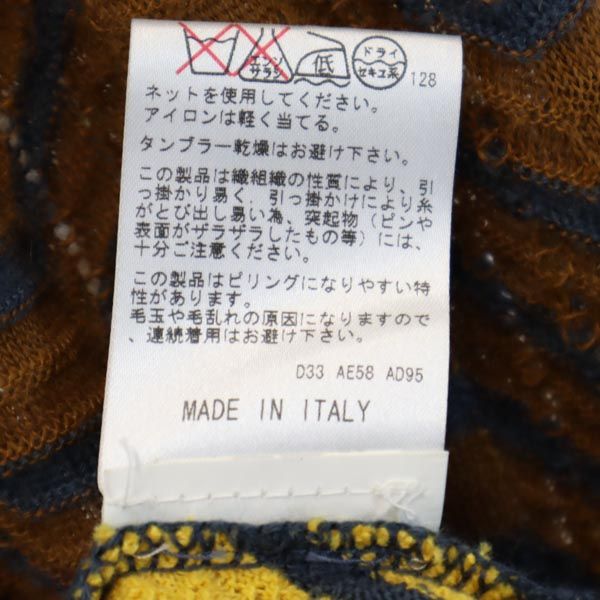 エンソ
サラシ
低
ドライ
セキユ系
128
ネットを使用してください。
アイロンは軽く当てる。
タンブラー乾燥はお避け下さい。
この製品は繊組織の性質により、引
っ掛かり易く、引っ掛かけにより糸
がとび出し易い為、突起物（ピンや
表面がザラザラしたもの等）には、
十分ご注意ください。
この製品はピリングになりやすい特
性があります。
毛玉や毛乱れの原因になりますので
、連続着用はお避け下さい。
D33 AE58 AD95
MADE IN ITALY